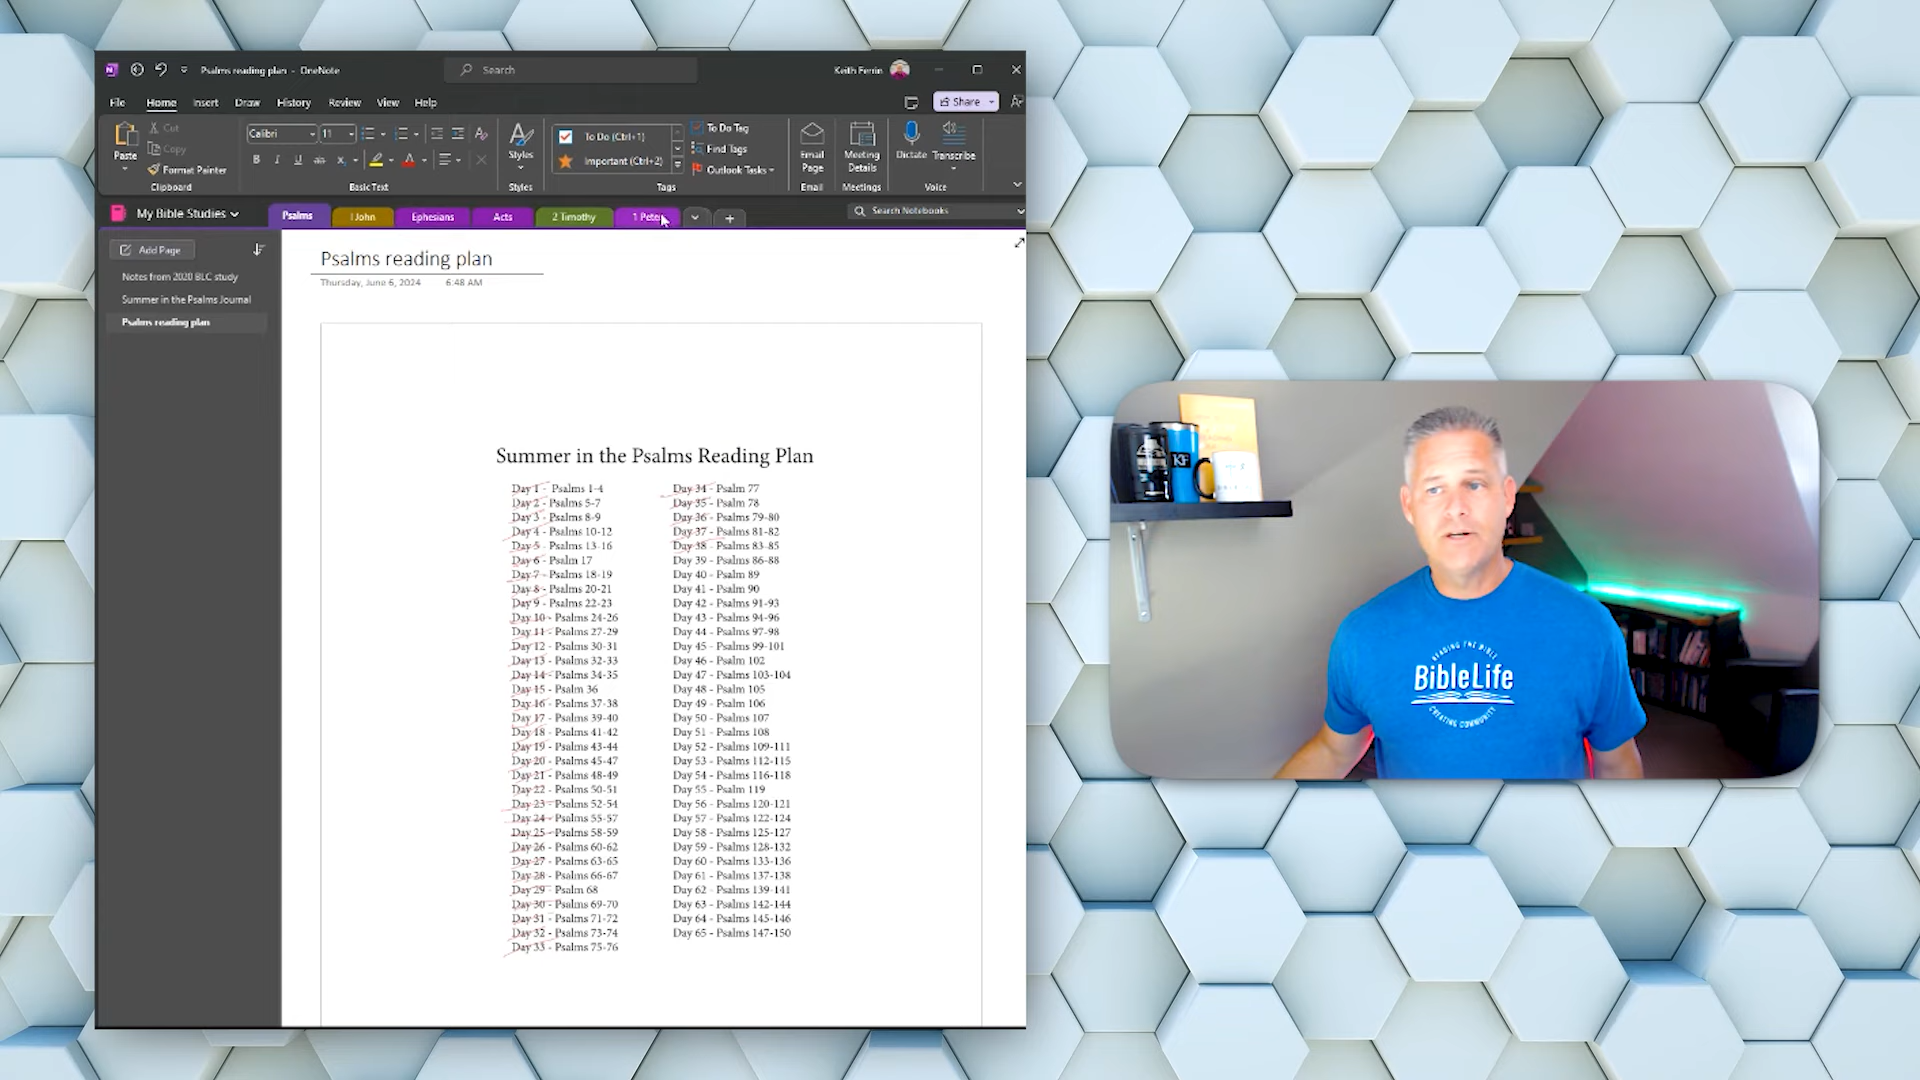 Psalms reading plan - OneNote
Search
Keith Ferrin
File Home Insert Draw History Review View Help
Share
Paste
Cut
Copy
Format Painter
Clipboard
Calibri 11
B I U ab x
Basic Text
Styles
Styles
To Do (Ctrl+1)
Important (Ctrl+2)
To Do Tag
Find Tags
Outlook Tasks
Tags
Email Page
Email
Meeting Details
Meetings
Dictate
Transcribe
Voice
My Bible Studies
Psalms
I John
Ephesians
Acts
2 Timothy
1 Peter
Search Notebooks
Add Page
Notes from 2020 BLC study
Summer in the Psalms Journal
Psalms reading plan
Psalms reading plan
Thursday, June 6, 2024 6:48 AM
Summer in the Psalms Reading Plan
Day 1 - Psalms 1-4
Day 2 - Psalms 5-7
Day 3 - Psalms 8-9
Day 4 - Psalms 10-12
Day 5 - Psalms 13-16
Day 6 - Psalm 17
Day 7 - Psalms 18-19
Day 8 - Psalms 20-21
Day 9 - Psalms 22-23
Day 10 - Psalms 24-26
Day 11 - Psalms 27-29
Day 12 - Psalms 30-31
Day 13 - Psalms 32-33
Day 14 - Psalms 34-35
Day 15 - Psalm 36
Day 16 - Psalms 37-38
Day 17 - Psalms 39-40
Day 18 - Psalms 41-42
Day 19 - Psalms 43-44
Day 20 - Psalms 45-47
Day 21 - Psalms 48-49
Day 22 - Psalms 50-51
Day 23 - Psalms 52-54
Day 24 - Psalms 55-57
Day 25 - Psalms 58-59
Day 26 - Psalms 60-62
Day 27 - Psalms 63-65
Day 28 - Psalms 66-67
Day 29 - Psalm 68
Day 30 - Psalms 69-70
Day 31 - Psalms 71-72
Day 32 - Psalms 73-74
Day 33 - Psalms 75-76
Day 34 - Psalm 77
Day 35 - Psalm 78
Day 36 - Psalms 79-80
Day 37 - Psalms 81-82
Day 38 - Psalms 83-85
Day 39 - Psalms 86-88
Day 40 - Psalm 89
Day 41 - Psalm 90
Day 42 - Psalms 91-93
Day 43 - Psalms 94-96
Day 44 - Psalms 97-98
Day 45 - Psalms 99-101
Day 46 - Psalm 102
Day 47 - Psalms 103-104
Day 48 - Psalm 105
Day 49 - Psalm 106
Day 50 - Psalm 107
Day 51 - Psalm 108
Day 52 - Psalms 109-111
Day 53 - Psalms 112-115
Day 54 - Psalms 116-118
Day 55 - Psalm 119
Day 56 - Psalms 120-121
Day 57 - Psalms 122-124
Day 58 - Psalms 125-127
Day 59 - Psalms 128-132
Day 60 - Psalms 133-136
Day 61 - Psalms 137-138
Day 62 - Psalms 139-141
Day 63 - Psalms 142-144
Day 64 - Psalms 145-146
Day 65 - Psalms 147-150
KF
READING THE BIBLE
BibleLife
CREATING COMMUNITY